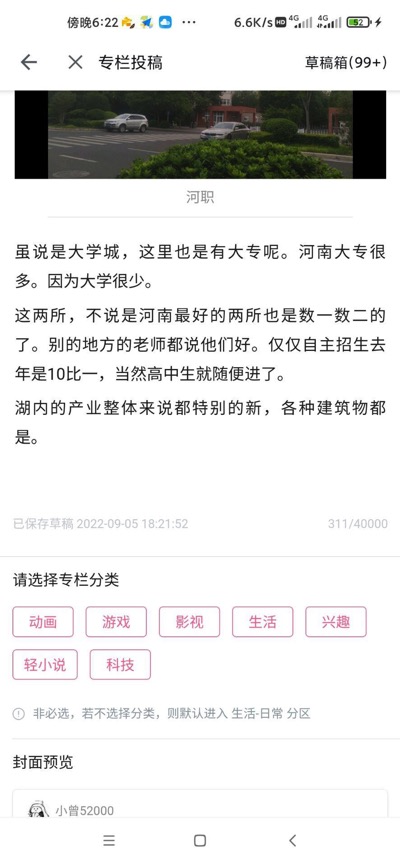 傍晚6:22
6.6K/s HD 4G 4G 52
专栏投稿
草稿箱(99+)
河职
虽说是大学城，这里也是有大专呢。河南大专很
多。因为大学很少。
这两所，不说是河南最好的两所也是数一数二的
了。别的地方的老师都说他们好。仅仅自主招生去
年是10比一，当然高中生就随便进了。
湖内的产业整体来说都特别的新，各种建筑物都
是。
已保存草稿 2022-09-05 18:21:52
311/40000
请选择专栏分类
动画 游戏 影视 生活 兴趣
轻小说 科技
非必选，若不选择分类，则默认进入 生活-日常 分区
封面预览
小曾52000